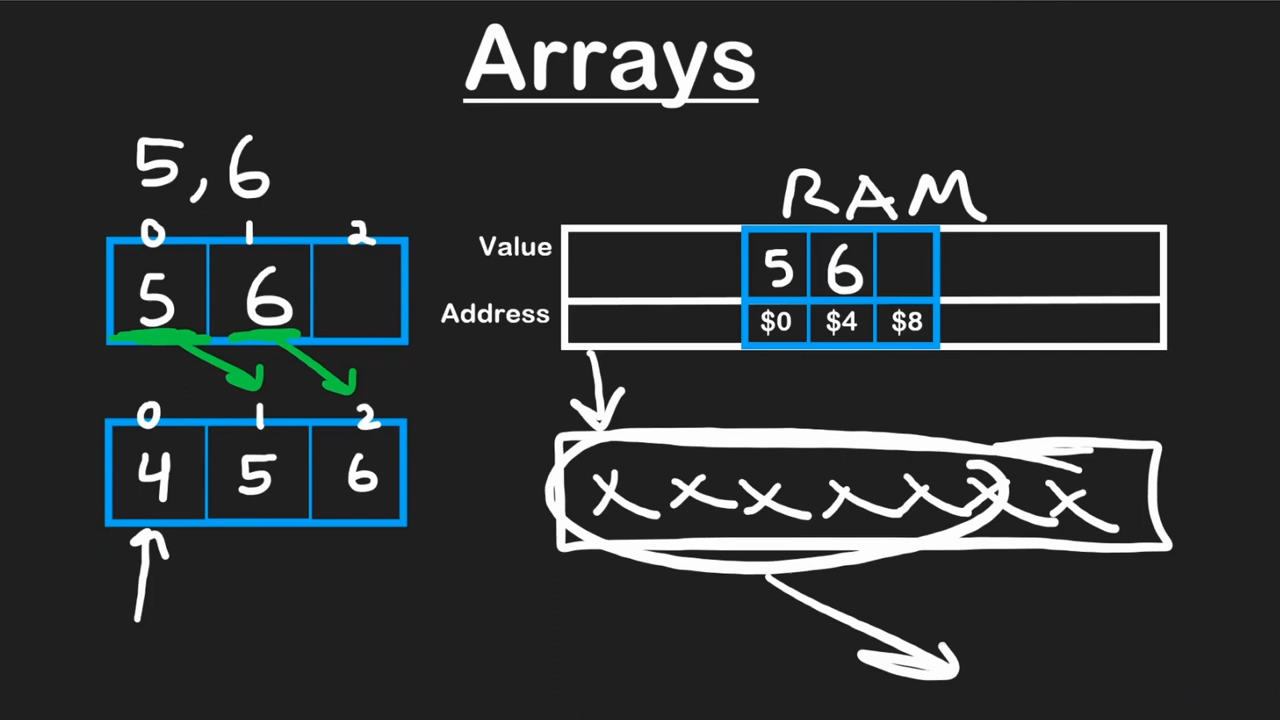 Arrays
5,6
0 1 2
5 6
0 1 2
4 5 6
RAM
Value 5 6
Address $0 $4 $8
X X X X X X X